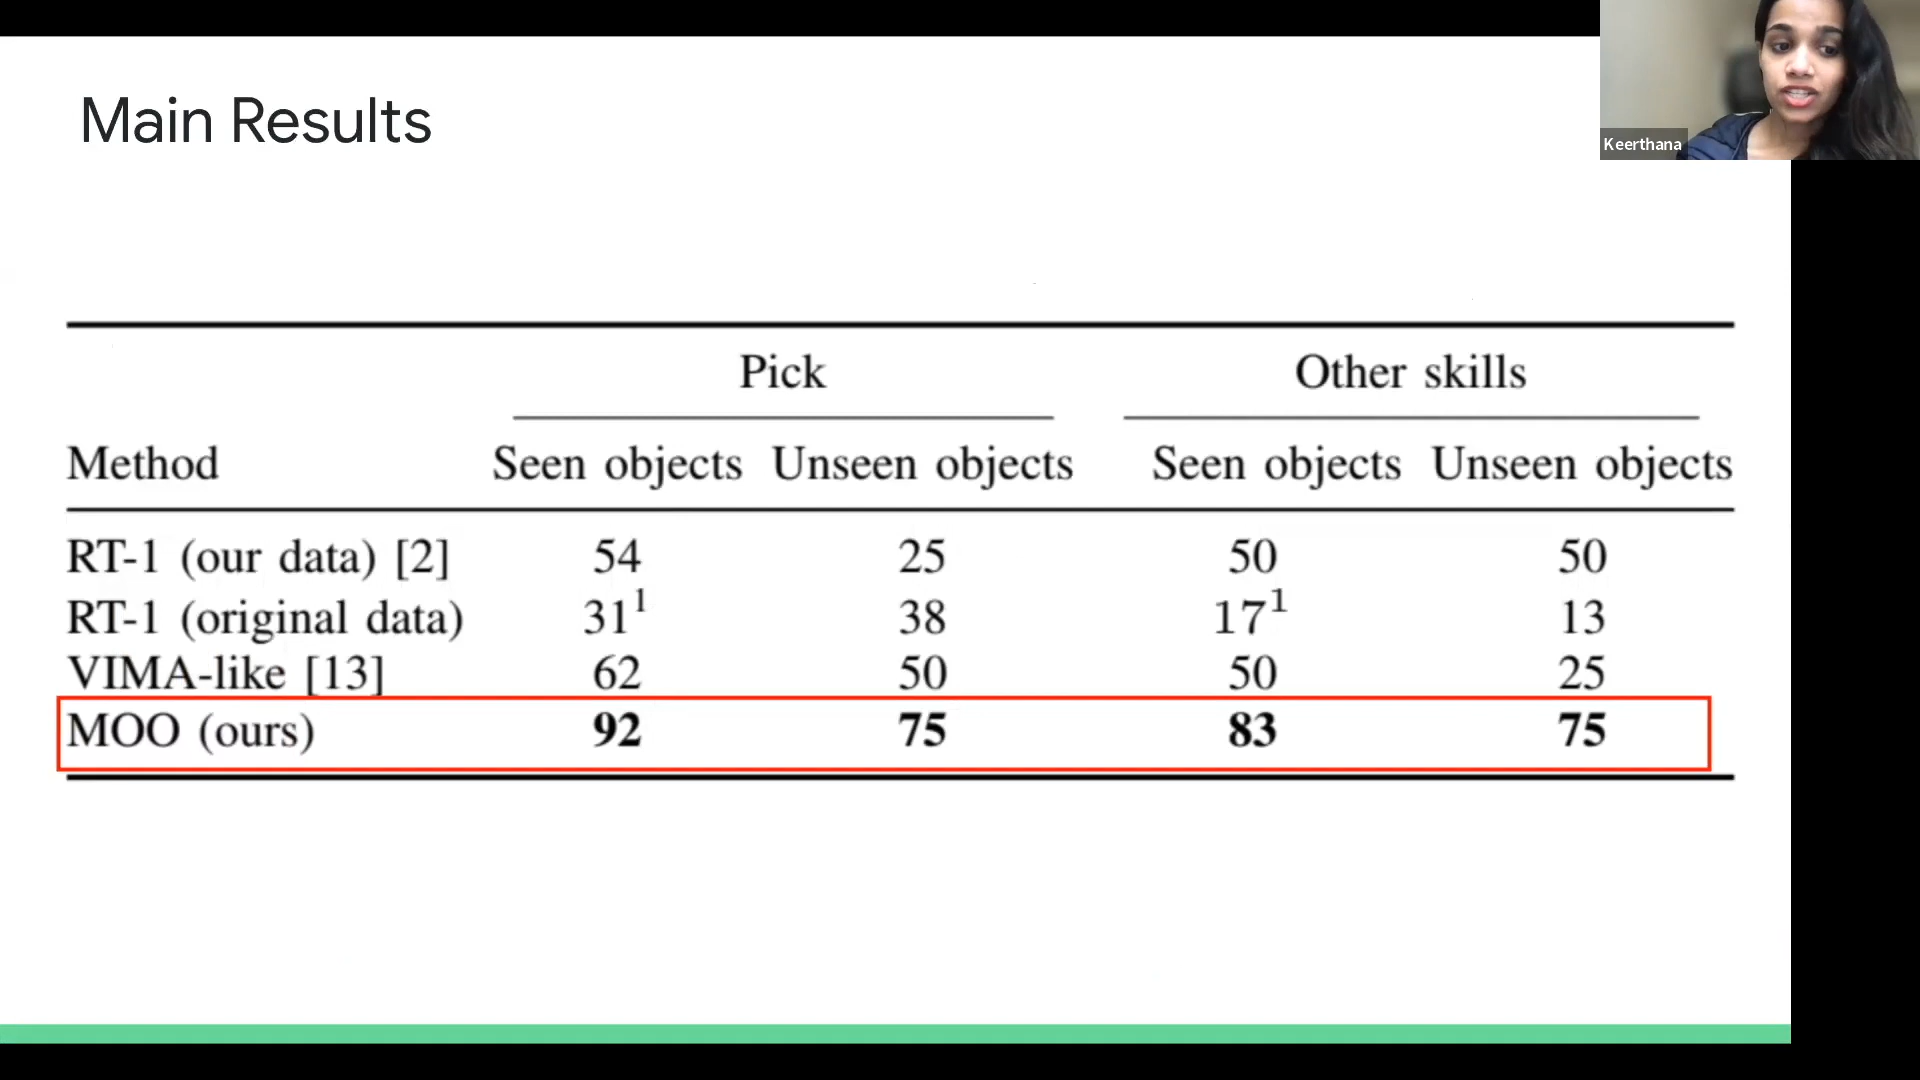 Main Results
Keerthana
Pick Other skills
Method Seen objects Unseen objects Seen objects Unseen objects
RT-1 (our data) [2] 54 25 50 50
RT-1 (original data) 31¹ 38 17¹ 13
VIMA-like [13] 62 50 50 25
MOO (ours) 92 75 83 75